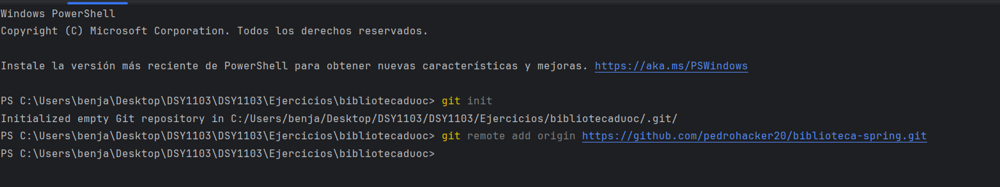 Windows PowerShell
Copyright (C) Microsoft Corporation. Todos los derechos reservados.
Instale la versión más reciente de PowerShell para obtener nuevas características y mejoras. https://aka.ms/PSWindows
PS C:\Users\benja\Desktop\DSY1103\DSY1103\Ejercicios\bibliotecaduoc> git init
Initialized empty Git repository in C:/Users/benja/Desktop/DSY1103/DSY1103/Ejercicios/bibliotecaduoc/.git/
PS C:\Users\benja\Desktop\DSY1103\DSY1103\Ejercicios\bibliotecaduoc> git remote add origin https://github.com/pedrohacker20/biblioteca-spring.git
PS C:\Users\benja\Desktop\DSY1103\DSY1103\Ejercicios\bibliotecaduoc>